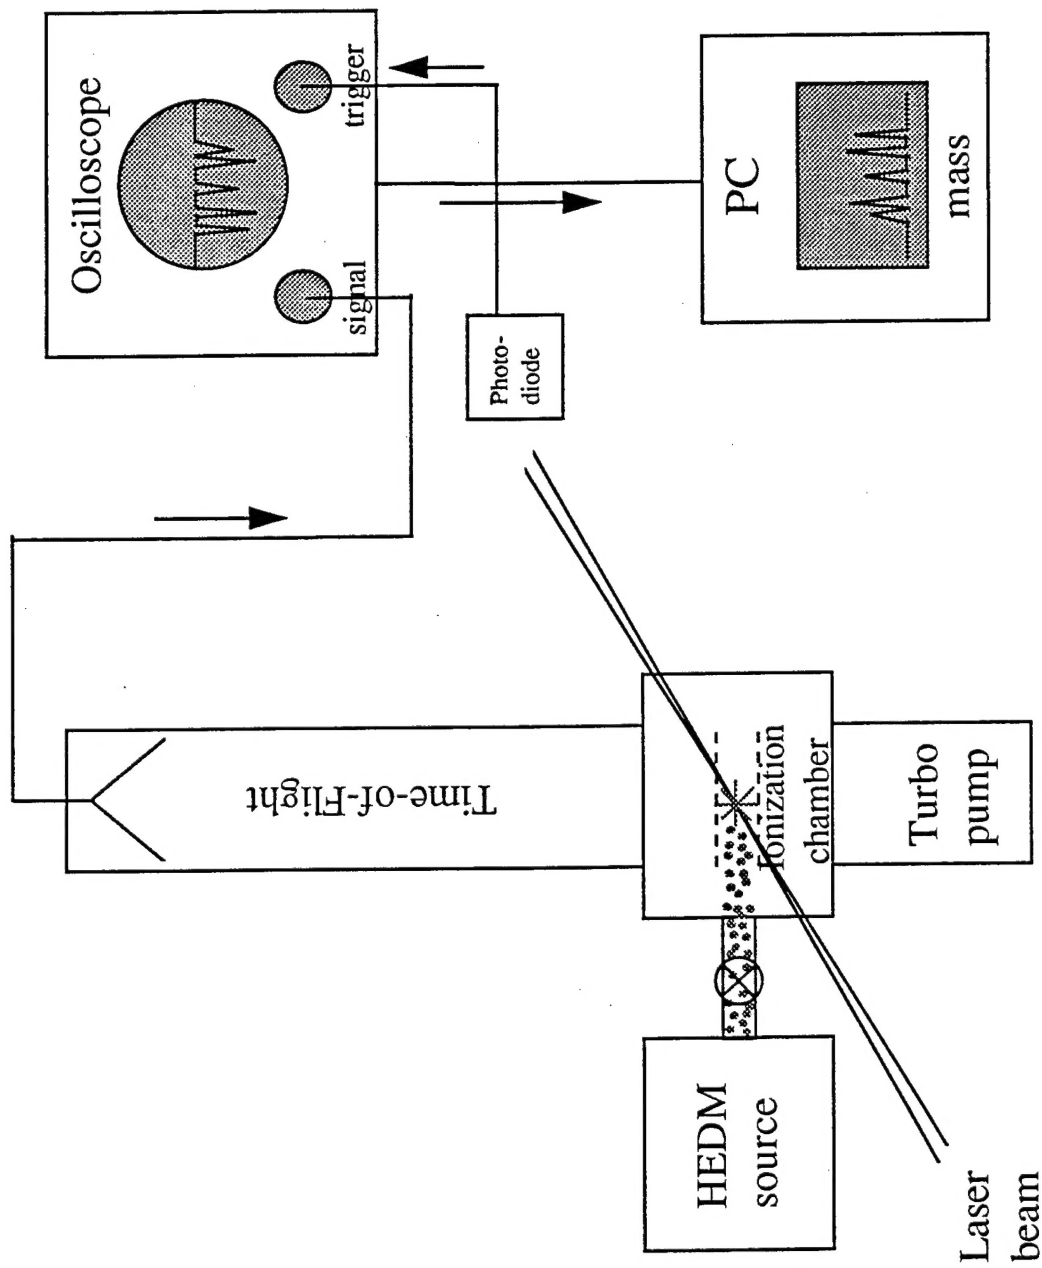 Oscilloscope
signal
trigger
Photo-
diode
PC
mass
Time-of-Flight
Ionization
chamber
Turbo
pump
HEDM
source
Laser
beam